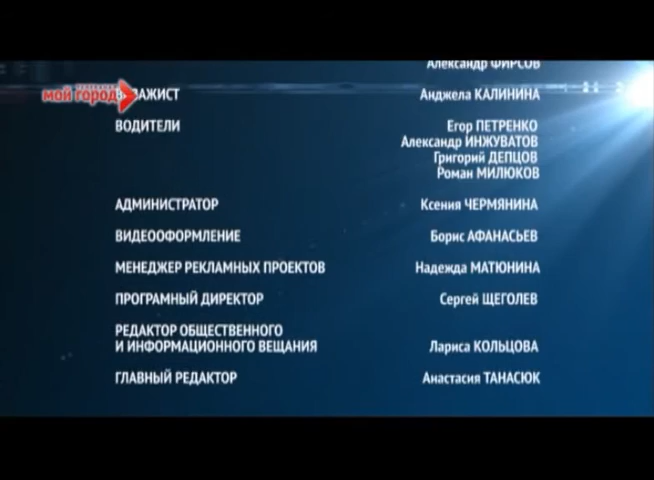 Александр ФИРСОВ
МОЙ ГОРОД
ВИЗАЖИСТ Анджела КАЛИНИНА
ВОДИТЕЛИ Егор ПЕТРЕНКО
Александр ИНЖУВАТОВ
Григорий ДЕПЦОВ
Роман МИЛЮКОВ
АДМИНИСТРАТОР Ксения ЧЕРМЯНИНА
ВИДЕООФОРМЛЕНИЕ Борис АФАНАСЬЕВ
МЕНЕДЖЕР РЕКЛАМНЫХ ПРОЕКТОВ Надежда МАТЮНИНА
ПРОГРАМНЫЙ ДИРЕКТОР Сергей ЩЕГОЛЕВ
РЕДАКТОР ОБЩЕСТВЕННОГО
И ИНФОРМАЦИОННОГО ВЕЩАНИЯ Лариса КОЛЬЦОВА
ГЛАВНЫЙ РЕДАКТОР Анастасия ТАНАСЮК